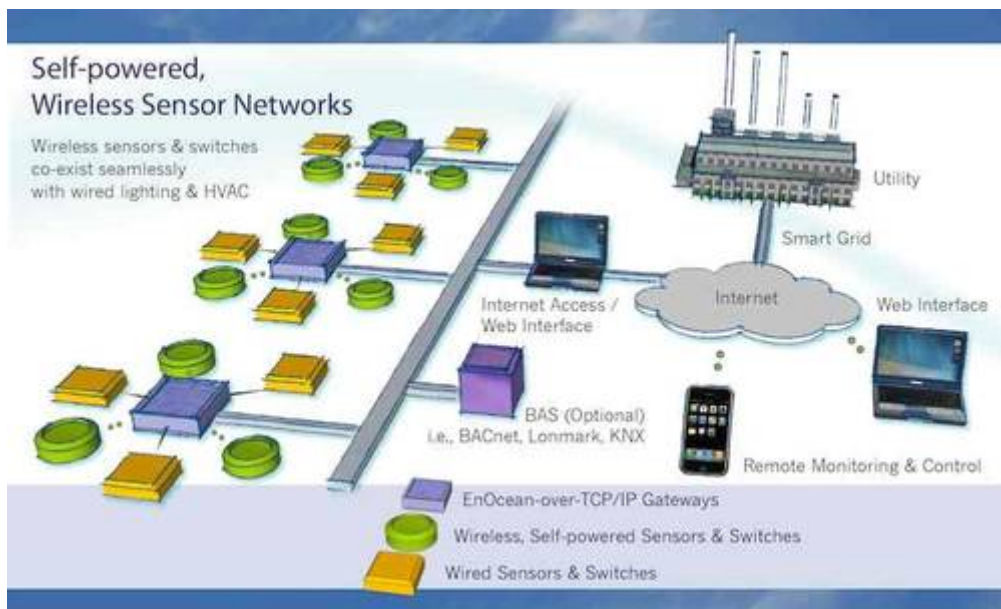 Self-powered,
Wireless Sensor Networks
Wireless sensors & switches
co-exist seamlessly
with wired lighting & HVAC
Utility
Smart Grid
Internet
Internet Access /
Web Interface
Web Interface
BAS (Optional)
i.e., BACnet, Lonmark, KNX
Remote Monitoring & Control
EnOcean-over-TCP/IP Gateways
Wireless, Self-powered Sensors & Switches
Wired Sensors & Switches